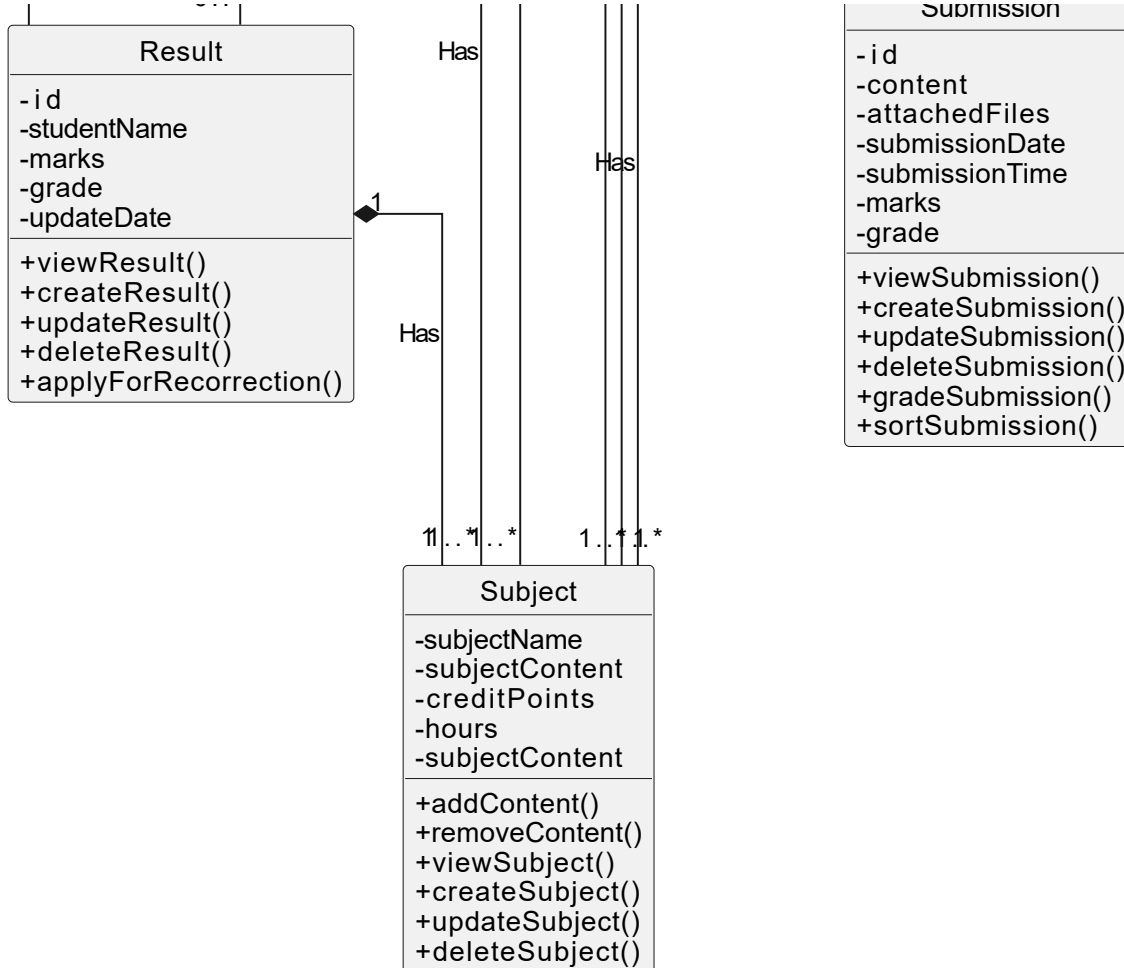 Result
-id
-studentName
-marks
-grade
-updateDate
+viewResult()
+createResult()
+updateResult()
+deleteResult()
+applyForRecorrection()
1
Has
Has
Has
1..*
1..*
Submission
-id
-content
-attachedFiles
-submissionDate
-submissionTime
-marks
-grade
+viewSubmission()
+createSubmission()
+updateSubmission()
+deleteSubmission()
+gradeSubmission()
+sortSubmission()
Subject
-subjectName
-subjectContent
-creditPoints
-hours
-subjectContent
+addContent()
+removeContent()
+viewSubject()
+createSubject()
+updateSubject()
+deleteSubject()